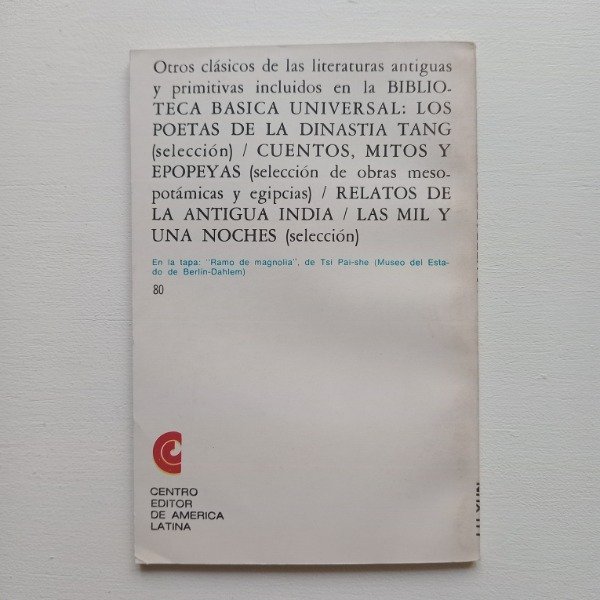 Otros clásicos de las literaturas antiguas
y primitivas incluidos en la BIBLIO-
TECA BASICA UNIVERSAL: LOS
POETAS DE LA DINASTIA TANG
(selección) / CUENTOS, MITOS Y
EPOPEYAS (selección de obras meso-
potámicas y egipcias) / RELATOS DE
LA ANTIGUA INDIA / LAS MIL Y
UNA NOCHES (selección)
En la tapa: "Ramo de magnolia", de Tsi Pai-she (Museo del Esta-
do de Berlín-Dahlem)
80
CENTRO
EDITOR
DE AMERICA
LATINA